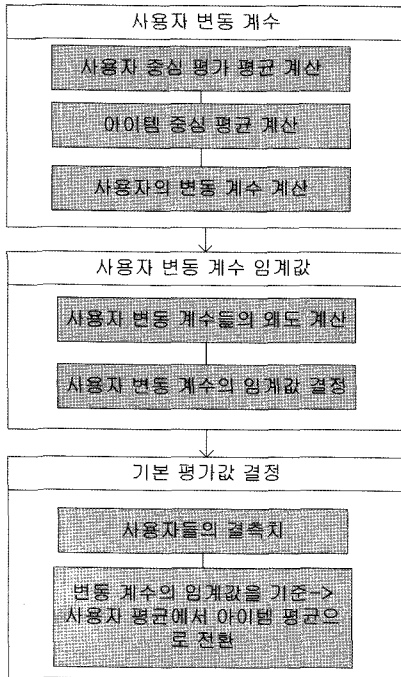 사용자 변동 계수
사용자 중심 평가 평균 계산
아이템 중심 평균 계산
사용자의 변동 계수 계산
사용자 변동 계수 임계값
사용자 변동 계수들의 왜도 계산
사용자 변동 계수의 임계값 결정
기본 평가값 결정
사용자들의 결측치
변동 계수의 임계값을 기준->
사용자 평균에서 아이템 평균으
로 전환